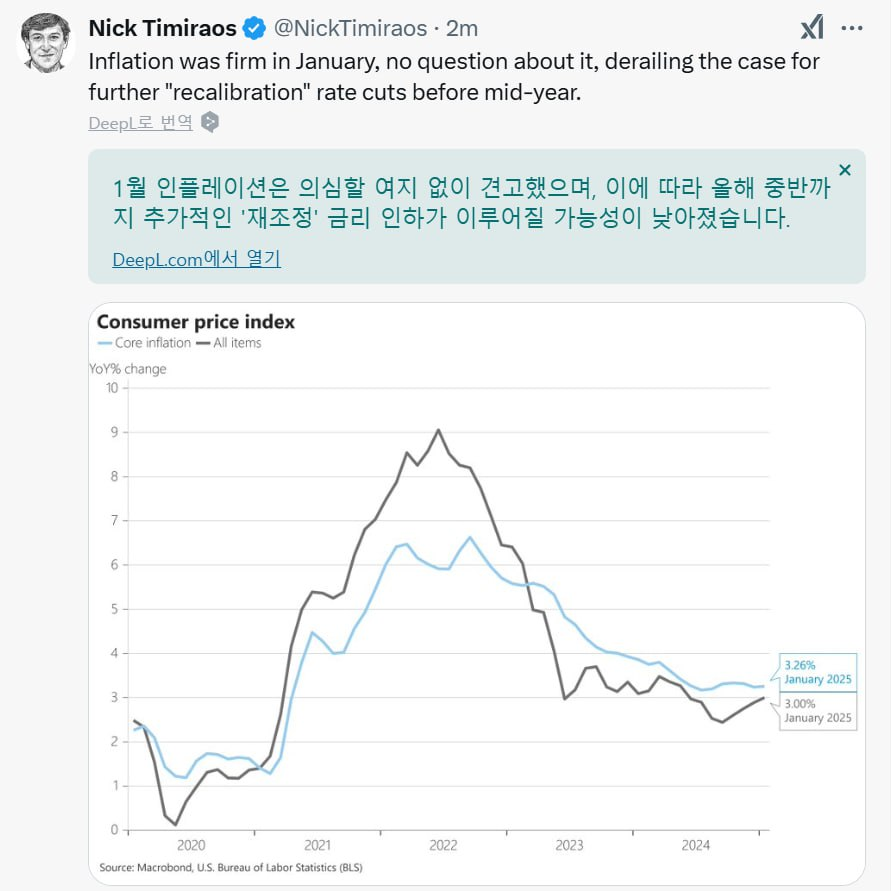 Nick Timiraos @NickTimiraos · 2m
Inflation was firm in January, no question about it, derailing the case for
further "recalibration" rate cuts before mid-year.
DeepL로 번역
1월 인플레이션은 의심할 여지 없이 견고했으며, 이에 따라 올해 중반까
지 추가적인 '재조정' 금리 인하가 이루어질 가능성이 낮아졌습니다.
DeepL.com에서 열기
Consumer price index
Core inflation All items
YoY% change
10
9
8
7
6
5
4
3
2
1
0
3.26%
January 2025
3.00%
January 2025
2020 2021 2022 2023 2024
Source: Macrobond, U.S. Bureau of Labor Statistics (BLS)